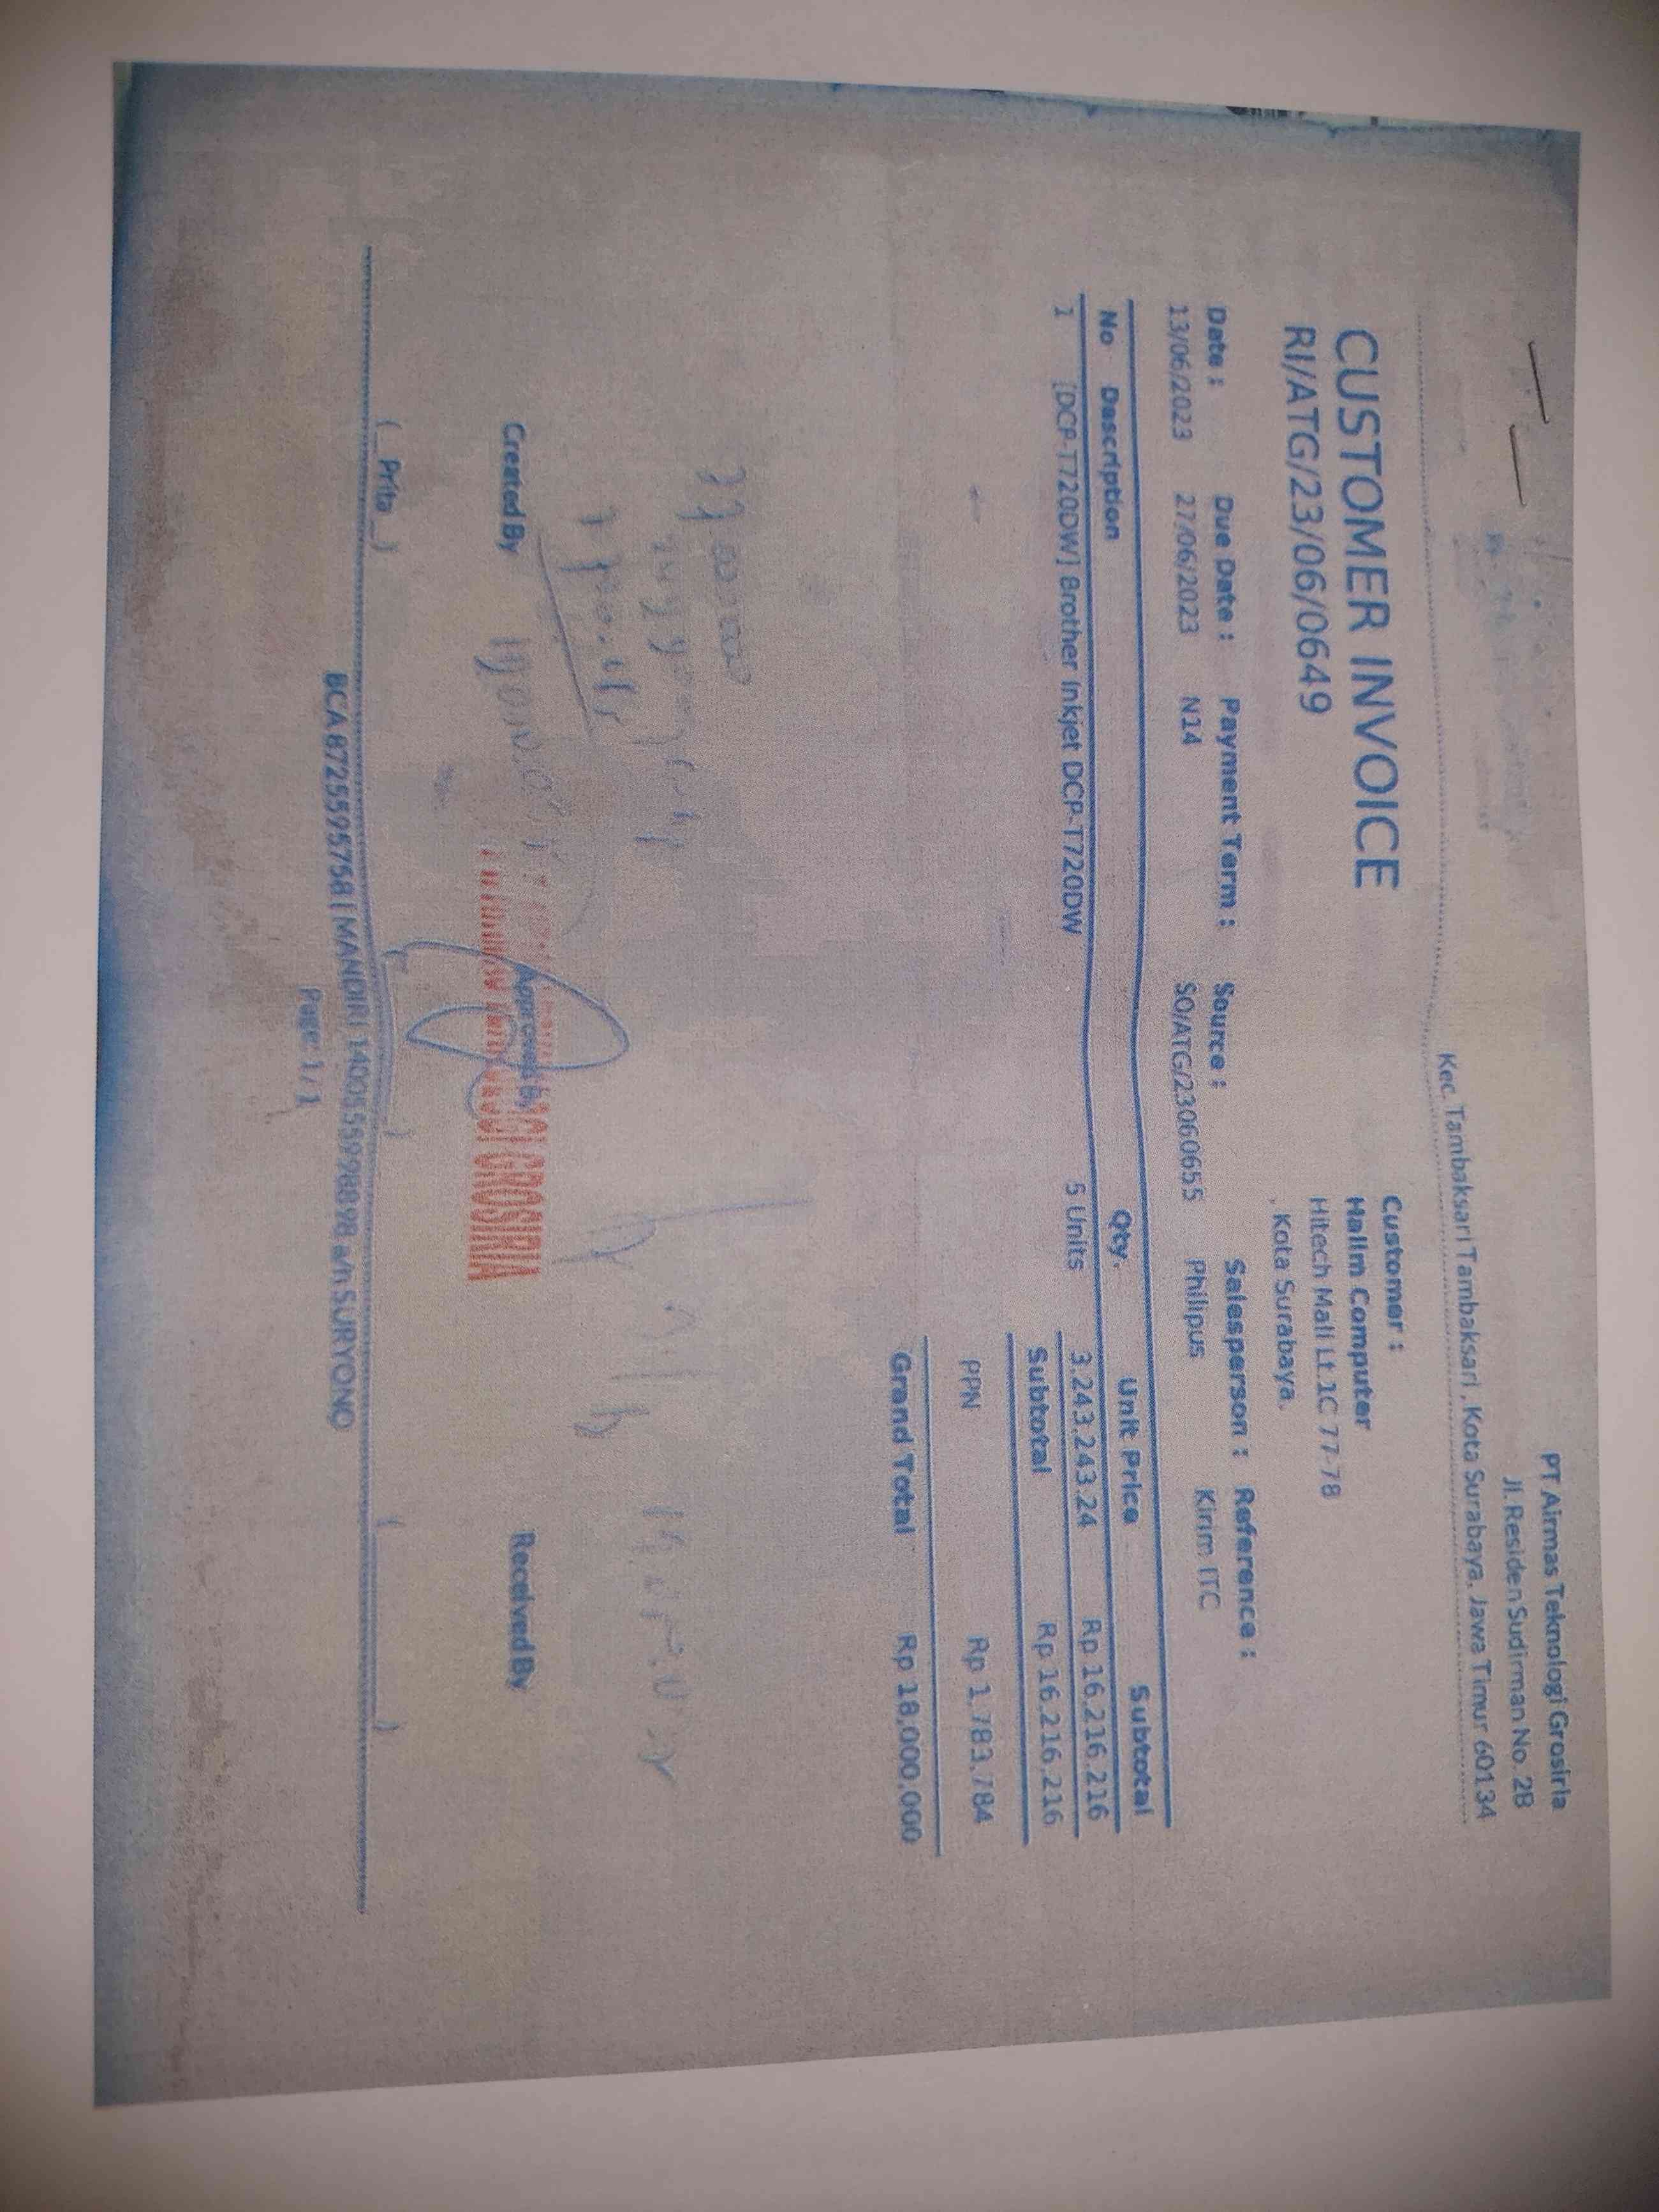 PT Airmas Teknologi Grosiria
Jl. Residen Sudirman No. 2B
Kec. Tambaksari Tambaksari , Kota Surabaya, Jawa Timur 60134
CUSTOMER INVOICE
RI/ATG/23/06/0649
Customer :
Halim Computer
Hitech Mall Lt 1C 77-78
, Kota Surabaya,
Date : Due Date : Payment Term : Source : Salesperson : Reference :
13/06/2023 27/06/2023 N14 SO/ATG/23060655 Philipus Kirim ITC
No Description Qty. Unit Price Subtotal
1 [DCP-T720DW] Brother Inkjet DCP-T720DW 5 Units 3.243.243.24 Rp 16.216.216
Subtotal Rp 16.216.216
PPN Rp 1.783.784
Grand Total Rp 18,000,000
Created By Approved By Received By
GROSIRIA
(_Prita_) (      ) (      )
BCA 8725595758 | MANDIRI 1400555998898 a/n SURYONO
Page 1/1